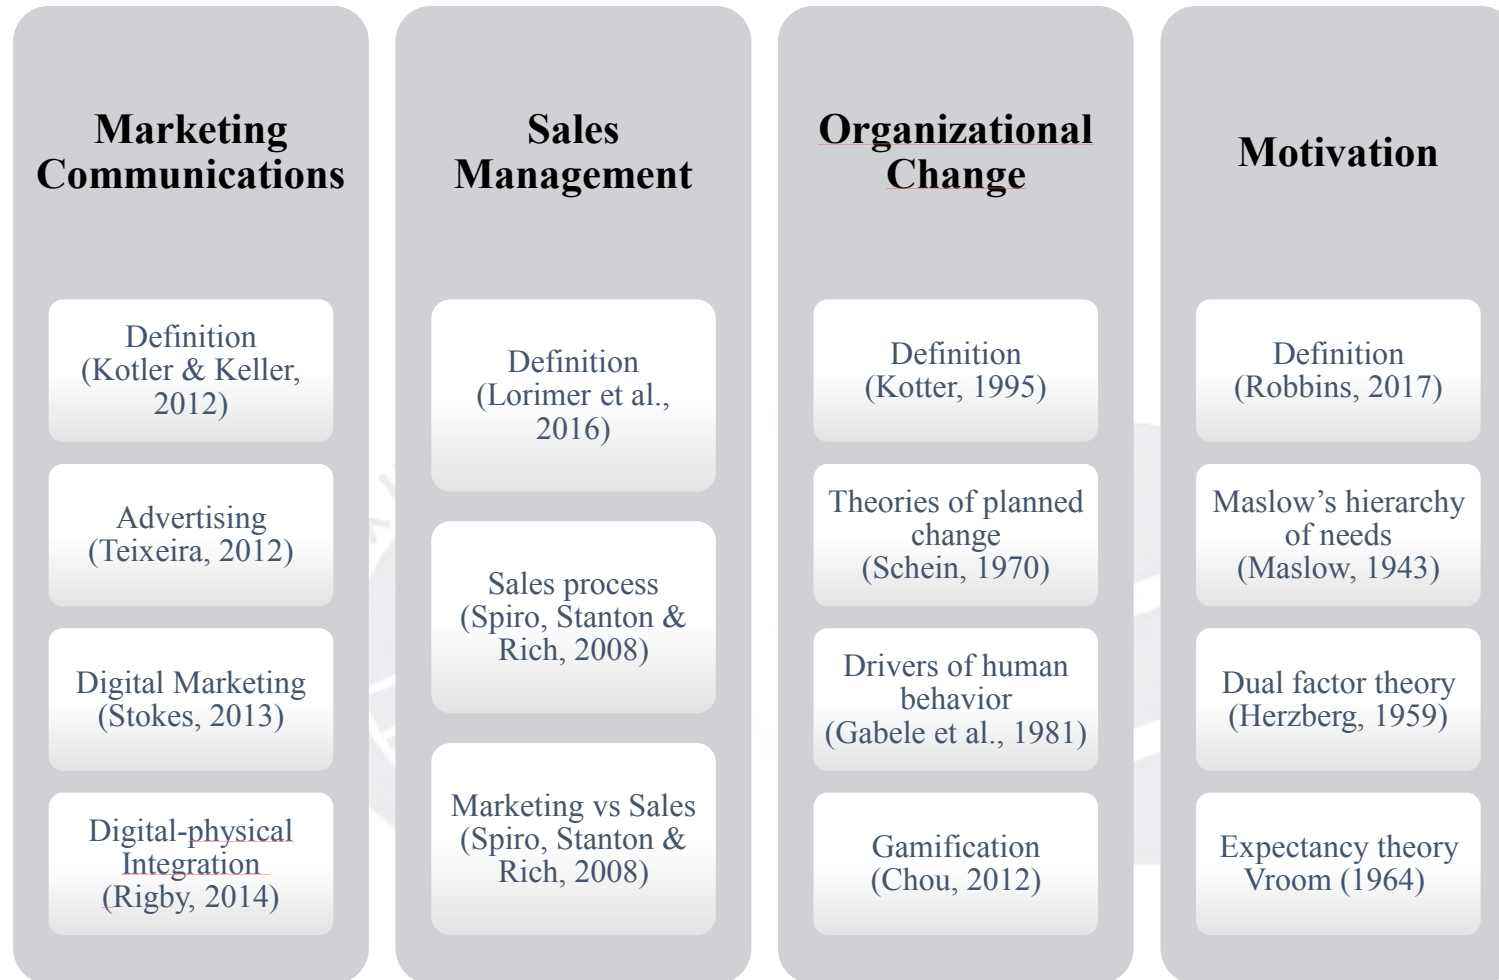 Marketing
Communications
Definition
(Kotler & Keller,
2012)
Advertising
(Teixeira, 2012)
Digital Marketing
(Stokes, 2013)
Digital-physical
Integration
(Rigby, 2014)
Sales
Management
Definition
(Lorimer et al.,
2016)
Sales process
(Spiro, Stanton &
Rich, 2008)
Marketing vs Sales
(Spiro, Stanton &
Rich, 2008)
Organizational
Change
Definition
(Kotter, 1995)
Theories of planned
change
(Schein, 1970)
Drivers of human
behavior
(Gabele et al., 1981)
Gamification
(Chou, 2012)
Motivation
Definition
(Robbins, 2017)
Maslow’s hierarchy
of needs
(Maslow, 1943)
Dual factor theory
(Herzberg, 1959)
Expectancy theory
Vroom (1964)